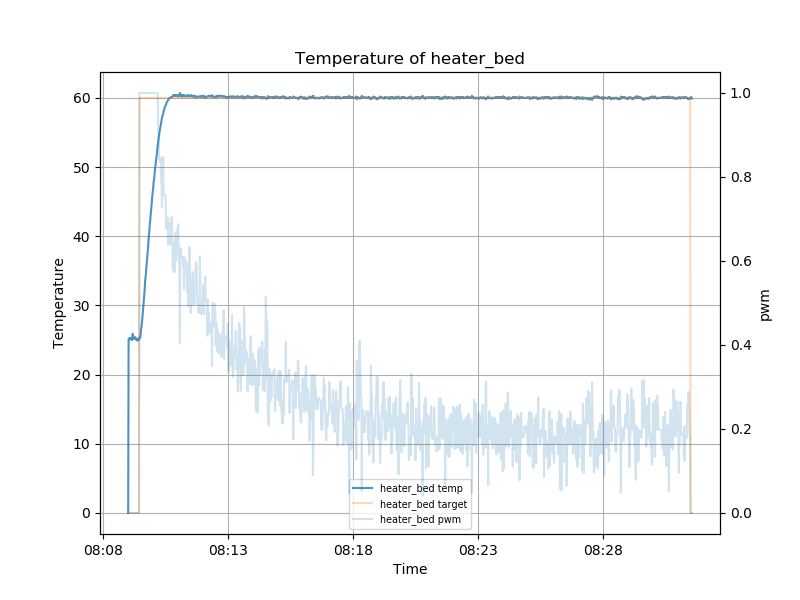 Temperature of heater_bed
60
50
40
30
20
10
0
Temperature
1.0
0.8
0.6
0.4
0.2
0.0
pwm
heater_bed temp
heater_bed target
heater_bed pwm
08:08 08:13 08:18 08:23 08:28
Time